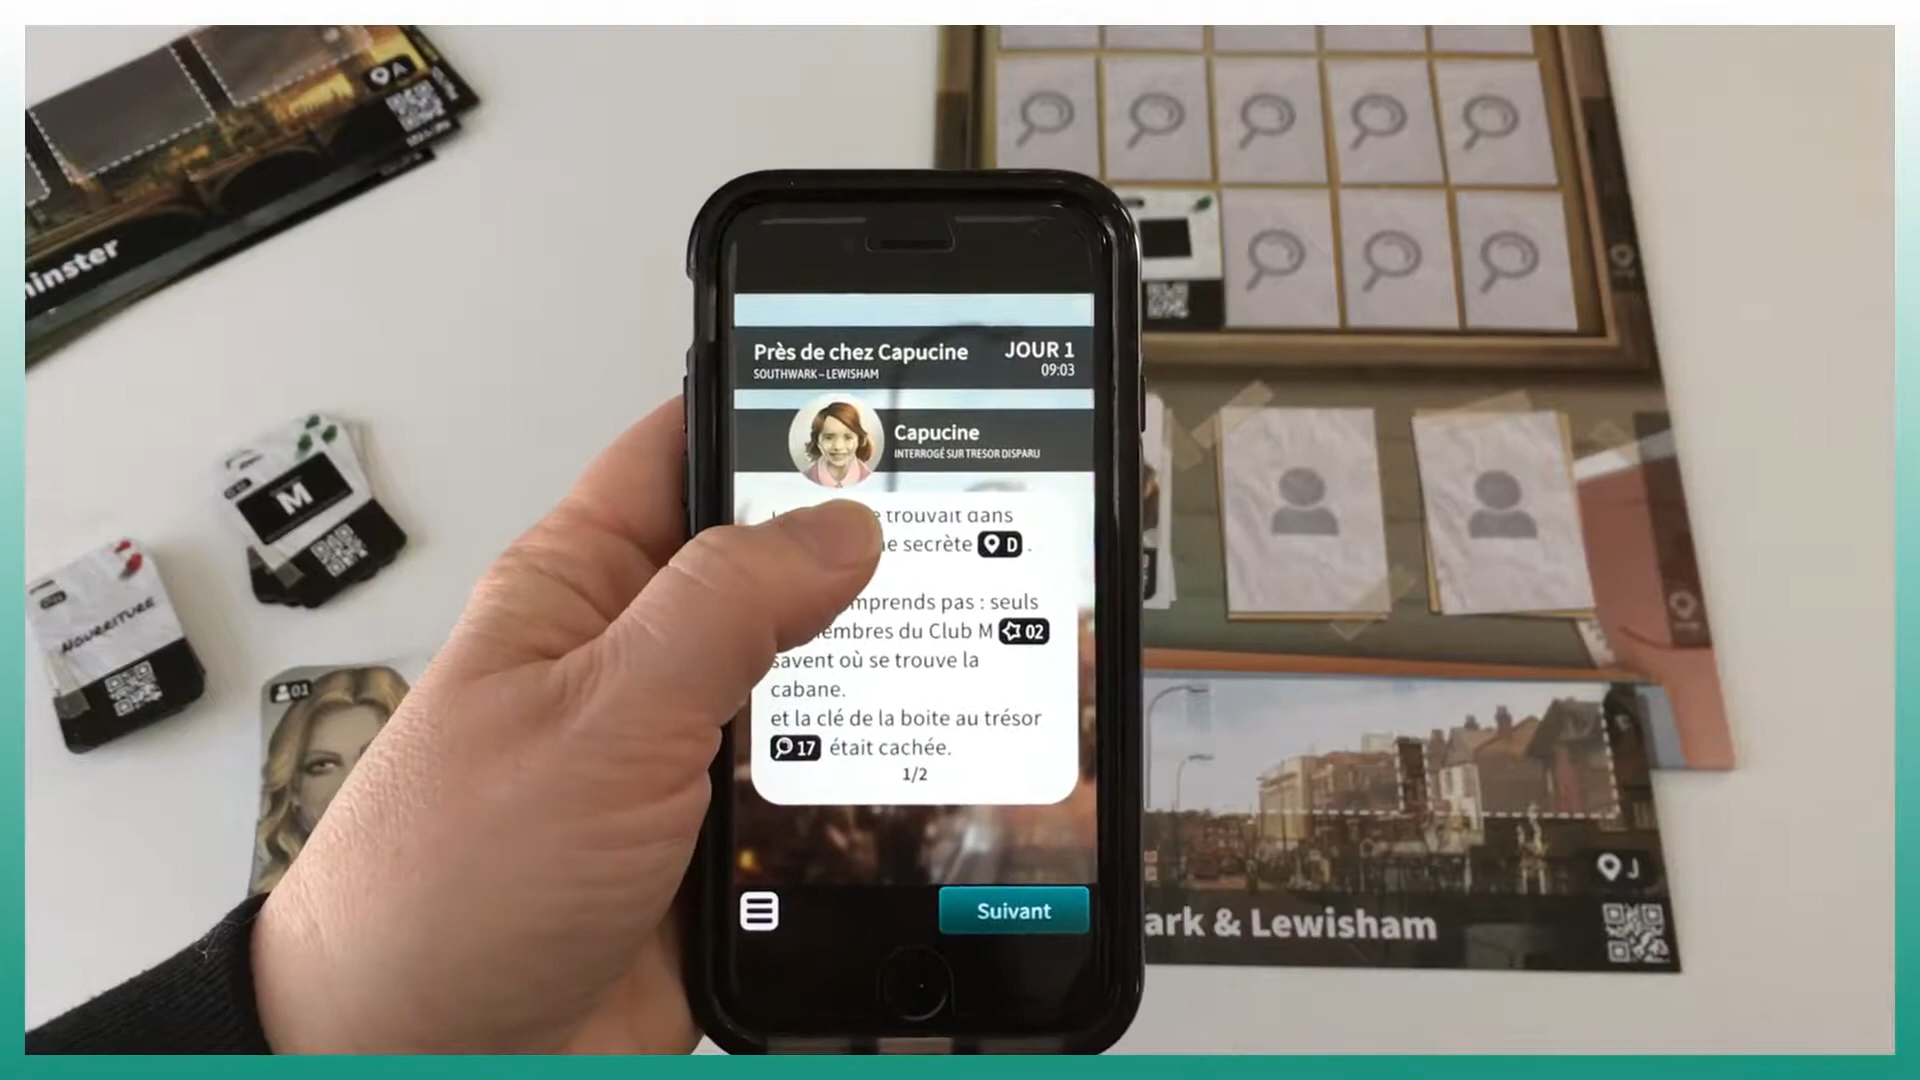 A
minster
M
NOURRITURE
01
Près de chez Capucine
SOUTHWARK – LEWISHAM
JOUR 1
09:03
Capucine
INTERROGÉ SUR TRESOR DISPARU
trouvait dans
secrète D .
pas : seuls
membres du Club M 02
savent où se trouve la
cabane.
et la clé de la boite au trésor
17 était cachée.
1/2
Suivant
J
ark & Lewisham